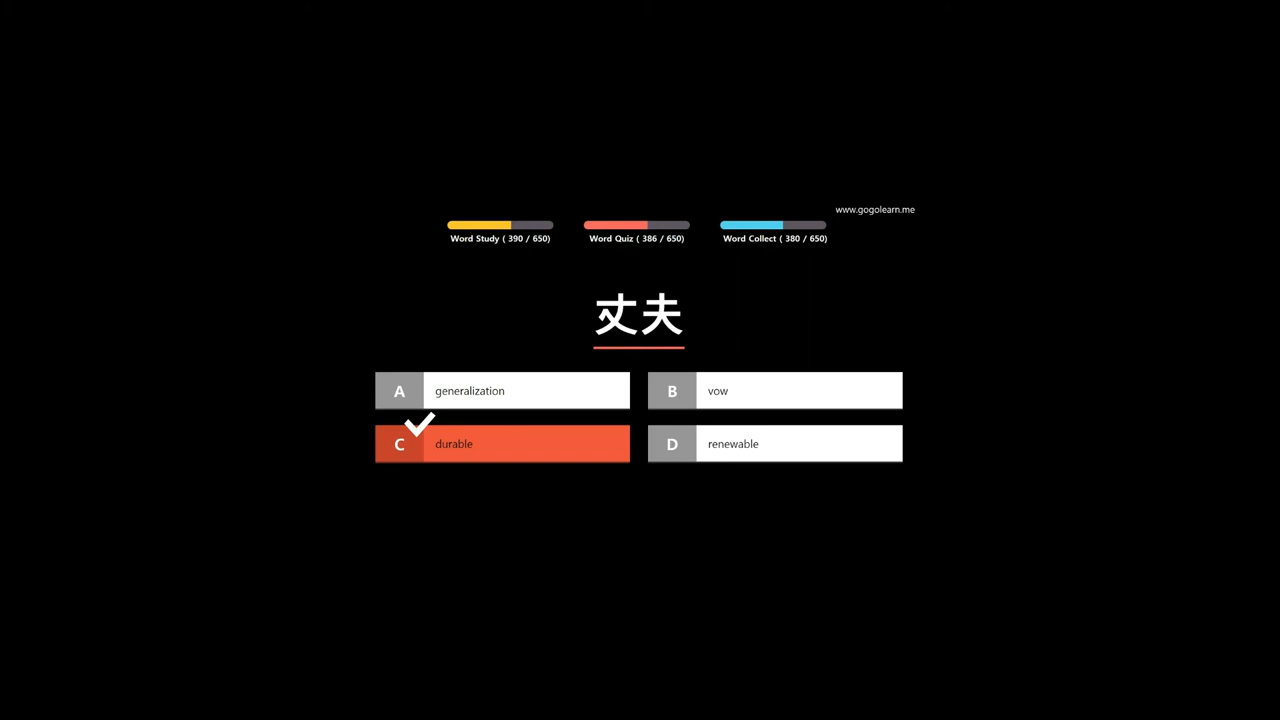 www.gogolearn.me
Word Study ( 390 / 650)
Word Quiz ( 386 / 650)
Word Collect ( 380 / 650)
丈夫
A generalization
B vow
C durable
D renewable